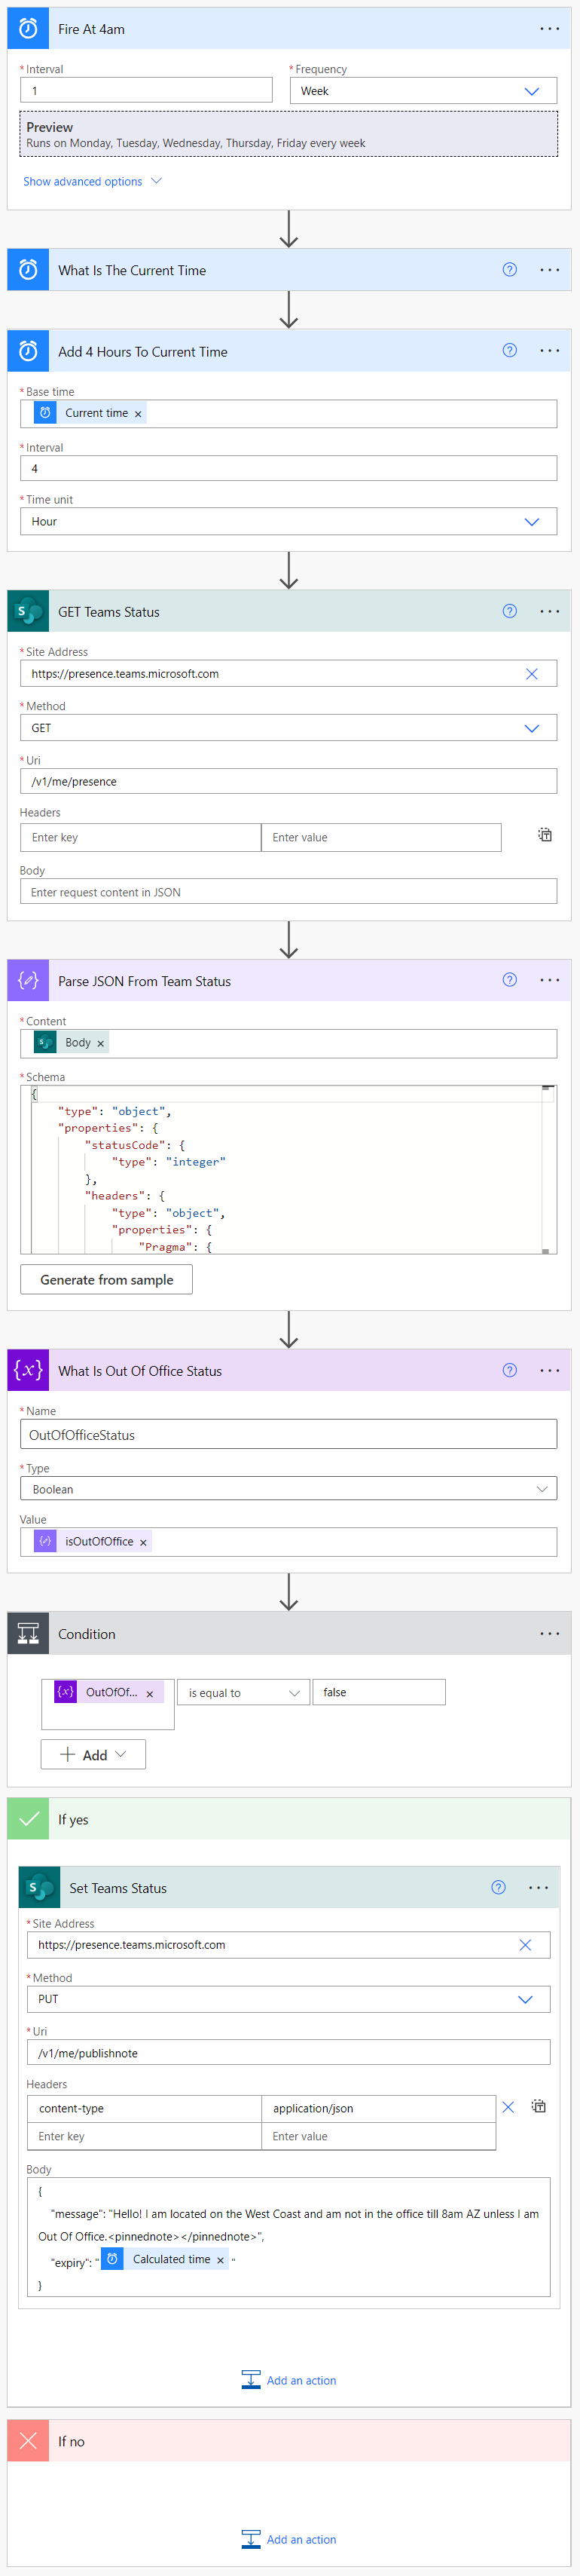 Fire At 4am
* Interval
* Frequency
1
Week
Preview
Runs on Monday, Tuesday, Wednesday, Thursday, Friday every week
Show advanced options
What Is The Current Time
Add 4 Hours To Current Time
* Base time
Current time ×
* Interval
4
* Time unit
Hour
GET Teams Status
* Site Address
https://presence.teams.microsoft.com
* Method
GET
* Uri
/v1/me/presence
Headers
Enter key
Enter value
Body
Enter request content in JSON
Parse JSON From Team Status
* Content
Body ×
* Schema
{
"type": "object",
"properties": {
"statusCode": {
"type": "integer"
},
"headers": {
"type": "object",
"properties": {
"Pragma": {
Generate from sample
What Is Out Of Office Status
* Name
OutOfOfficeStatus
* Type
Boolean
Value
isOutOfOffice ×
Condition
OutOfOf... ×
is equal to
false
Add
If yes
Set Teams Status
* Site Address
https://presence.teams.microsoft.com
* Method
PUT
* Uri
/v1/me/publishnote
Headers
content-type
application/json
Enter key
Enter value
Body
{
"message": "Hello! I am located on the West Coast and am not in the office till 8am AZ unless I am
Out Of Office.<pinnednote></pinnednote>",
"expiry": " Calculated time × "
}
Add an action
If no
Add an action